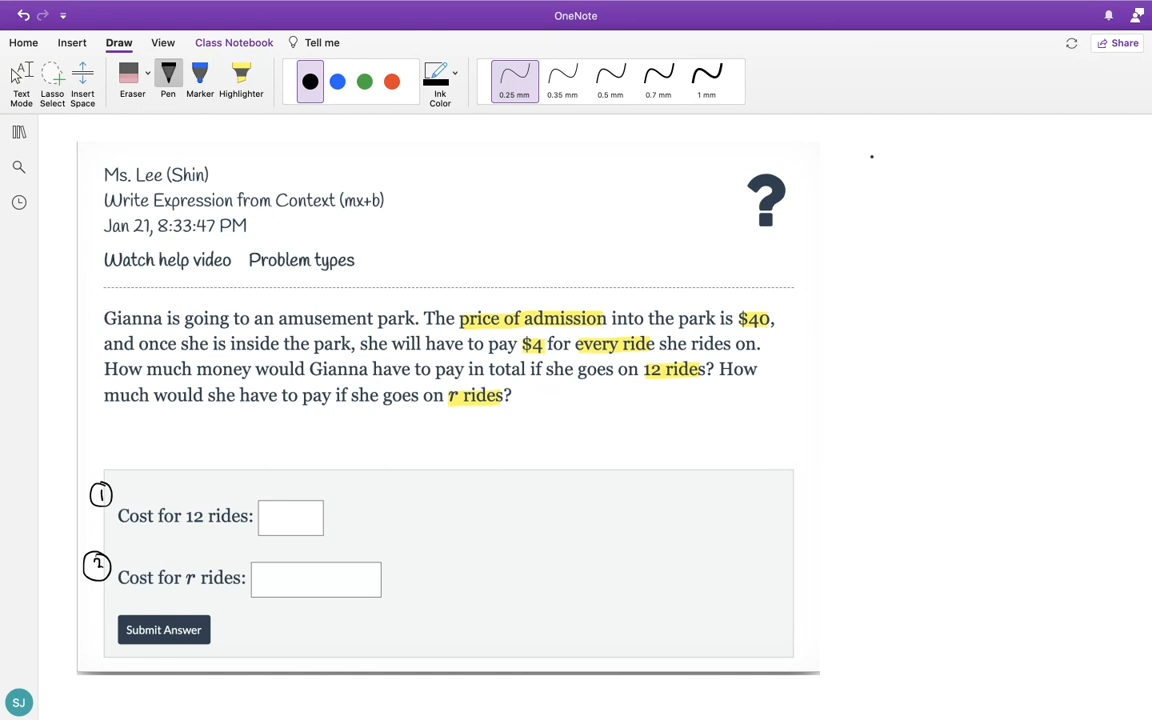 OneNote
Home Insert Draw View Class Notebook Tell me Share
Text Mode Lasso Select Insert Space Eraser Pen Marker Highlighter Ink Color 0.25 mm 0.35 mm 0.5 mm 0.7 mm 1 mm
Ms. Lee (Shin)
Write Expression from Context (mx+b)
Jan 21, 8:33:47 PM
?
Watch help video Problem types
Gianna is going to an amusement park. The price of admission into the park is $40,
and once she is inside the park, she will have to pay $4 for every ride she rides on.
How much money would Gianna have to pay in total if she goes on 12 rides? How
much would she have to pay if she goes on r rides?
1
Cost for 12 rides:
2
Cost for r rides:
Submit Answer
SJ